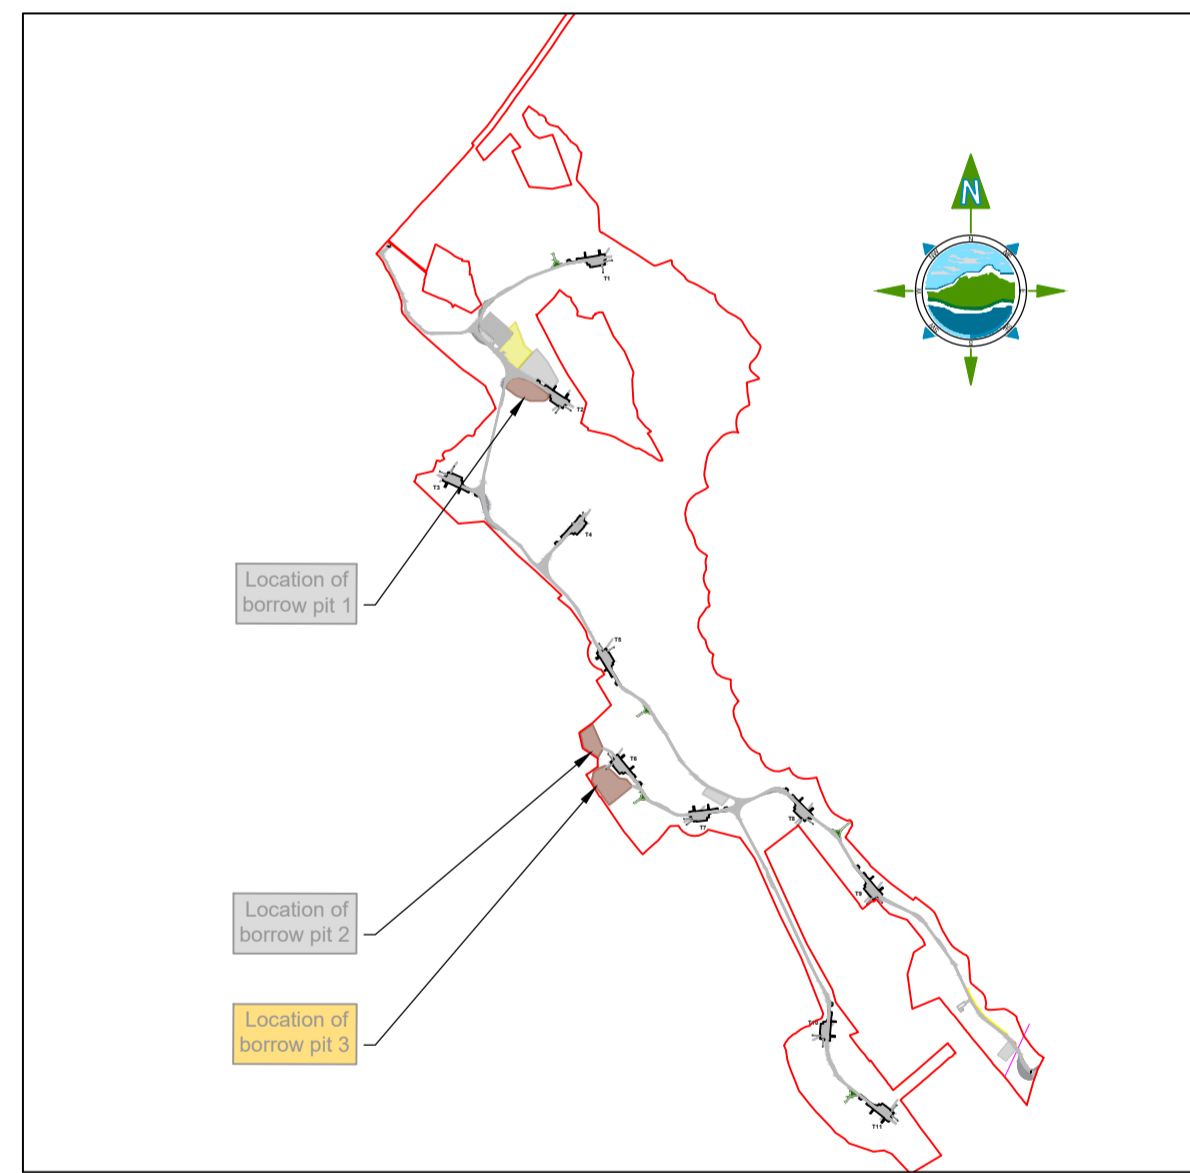 N
T1
T2
T3
T4
T5
T6
T7
T8
T9
T10
T11
Location of
borrow pit 1
Location of
borrow pit 2
Location of
borrow pit 3